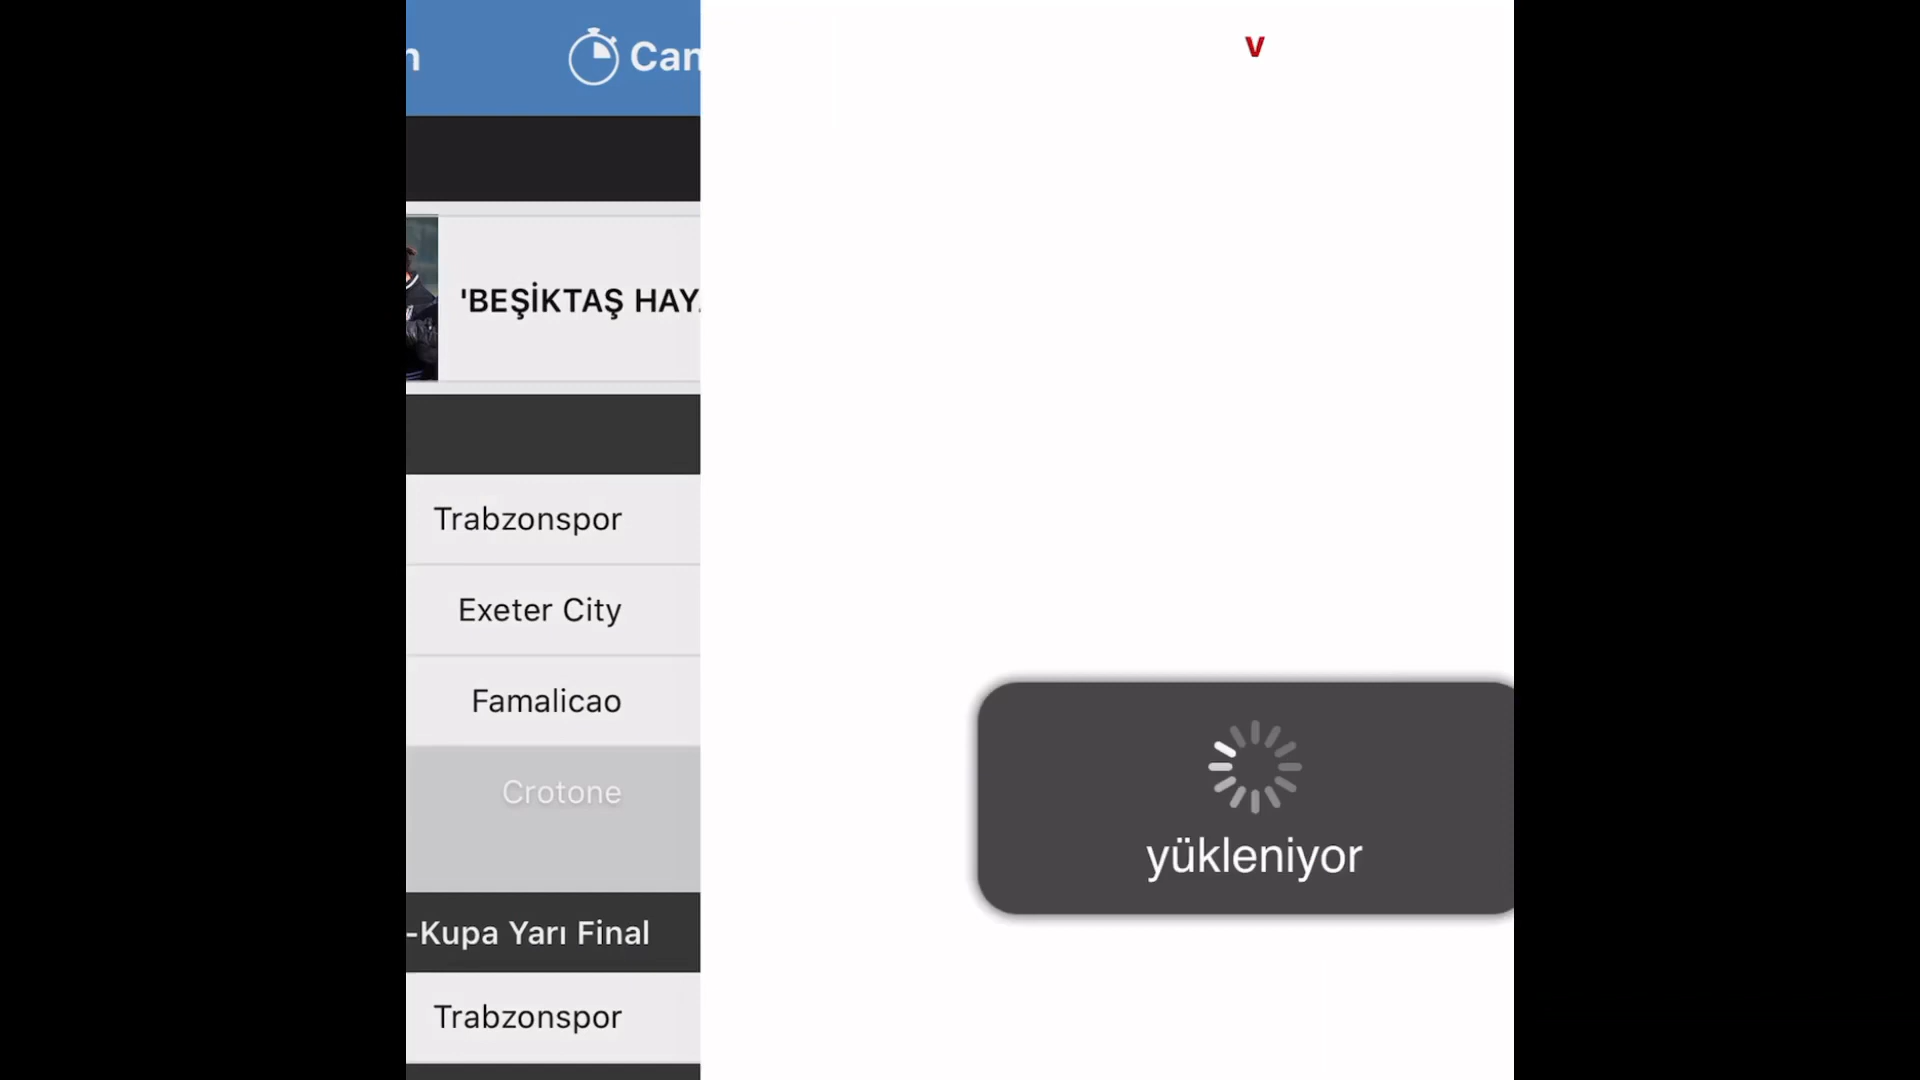 Can
v
'BEŞİKTAŞ HAY
Trabzonspor
Exeter City
Famalicao
Crotone
yükleniyor
-Kupa Yarı Final
Trabzonspor